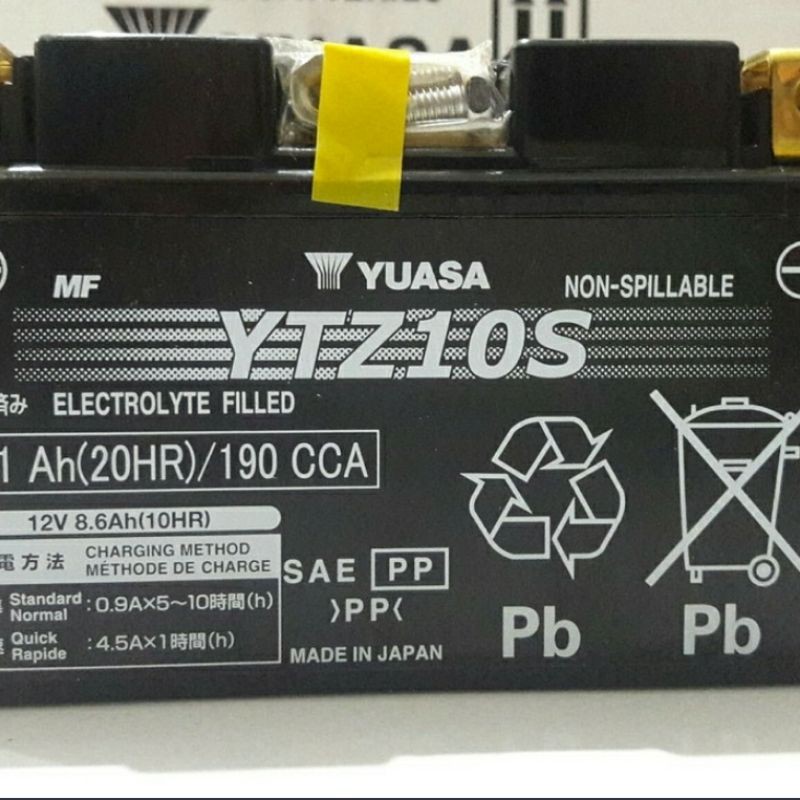 YUASA
MF
YUASA
NON-SPILLABLE
YTZ10S
済み ELECTROLYTE FILLED
1 Ah(20HR)/190 CCA
12V 8.6Ah(10HR)
電方法 CHARGING METHOD
MÉTHODE DE CHARGE
Standard
Normal :0.9A×5~10時間(h)
Quick
Rapide :4.5A×1時間(h)
SAE PP
>PP<
MADE IN JAPAN
Pb
Pb